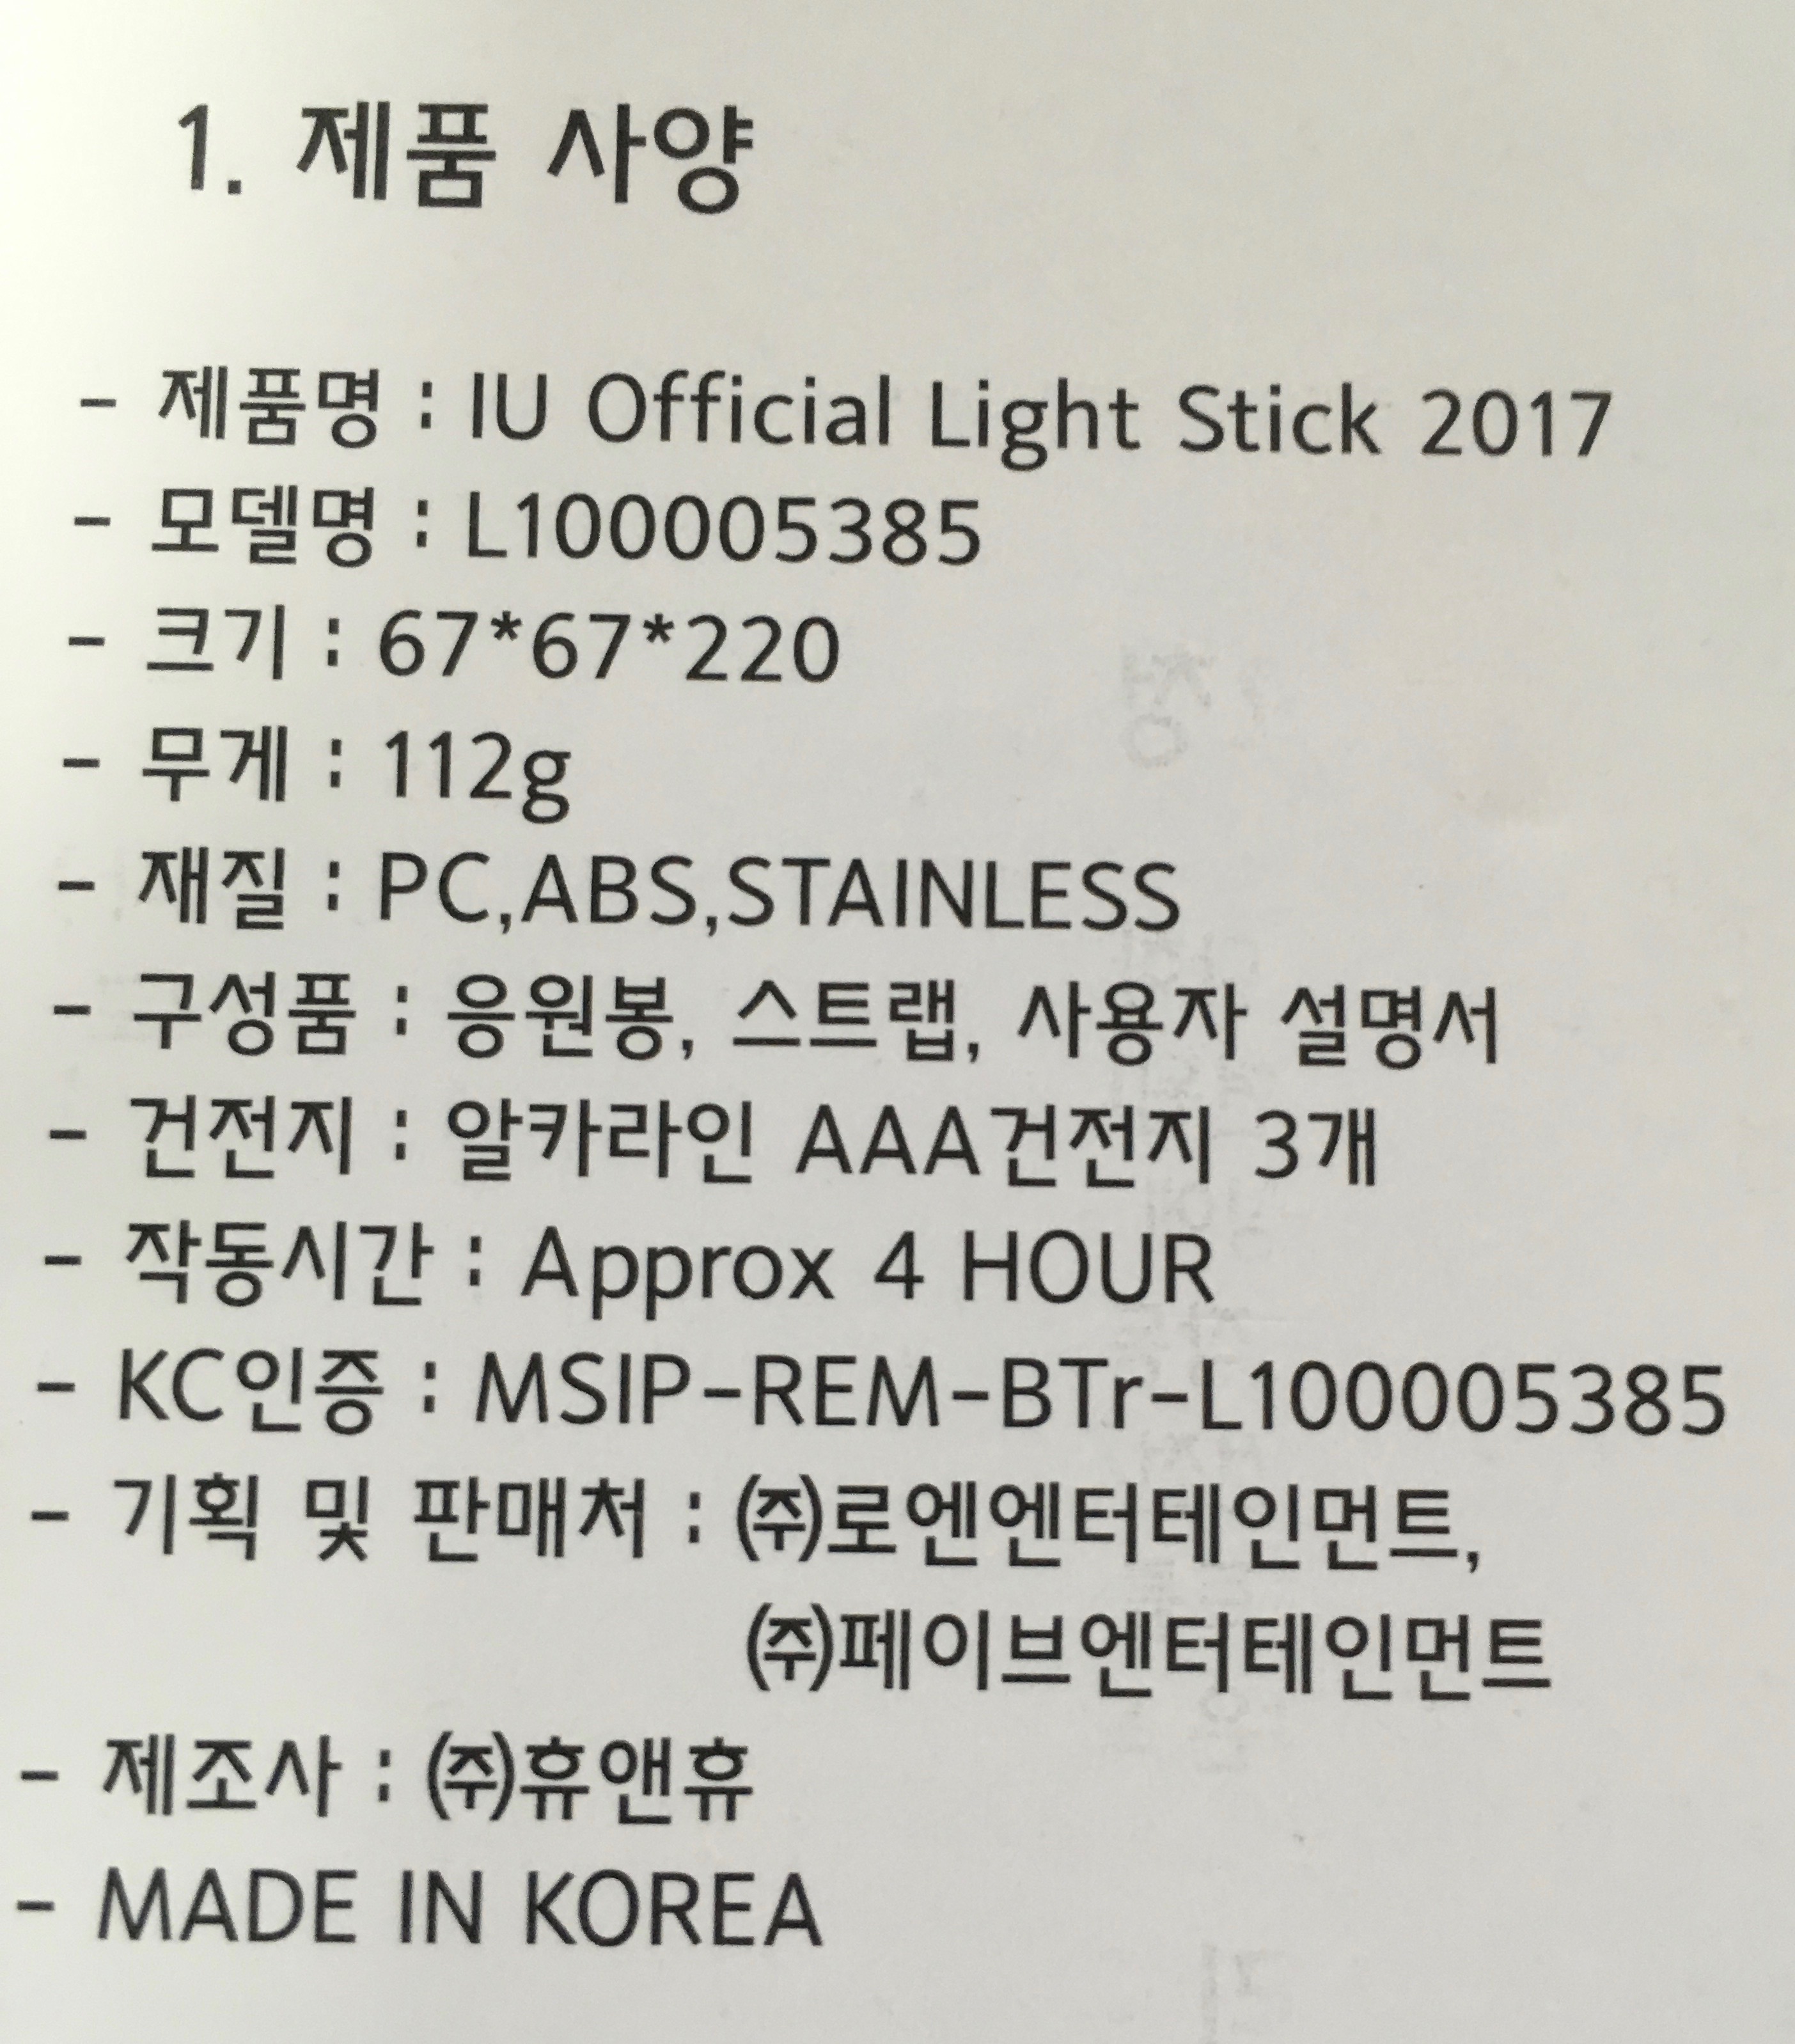 1. 제품 사양
- 제품명 : IU Official Light Stick 2017
- 모델명 : L100005385
- 크기 : 67*67*220
- 무게 : 112g
- 재질 : PC,ABS,STAINLESS
- 구성품 : 응원봉, 스트랩, 사용자 설명서
- 건전지 : 알카라인 AAA건전지 3개
- 작동시간 : Approx 4 HOUR
- KC인증 : MSIP-REM-BTr-L100005385
- 기획 및 판매처 : ㈜로엔엔터테인먼트,
㈜페이브엔터테인먼트
- 제조사 : ㈜휴앤휴
- MADE IN KOREA